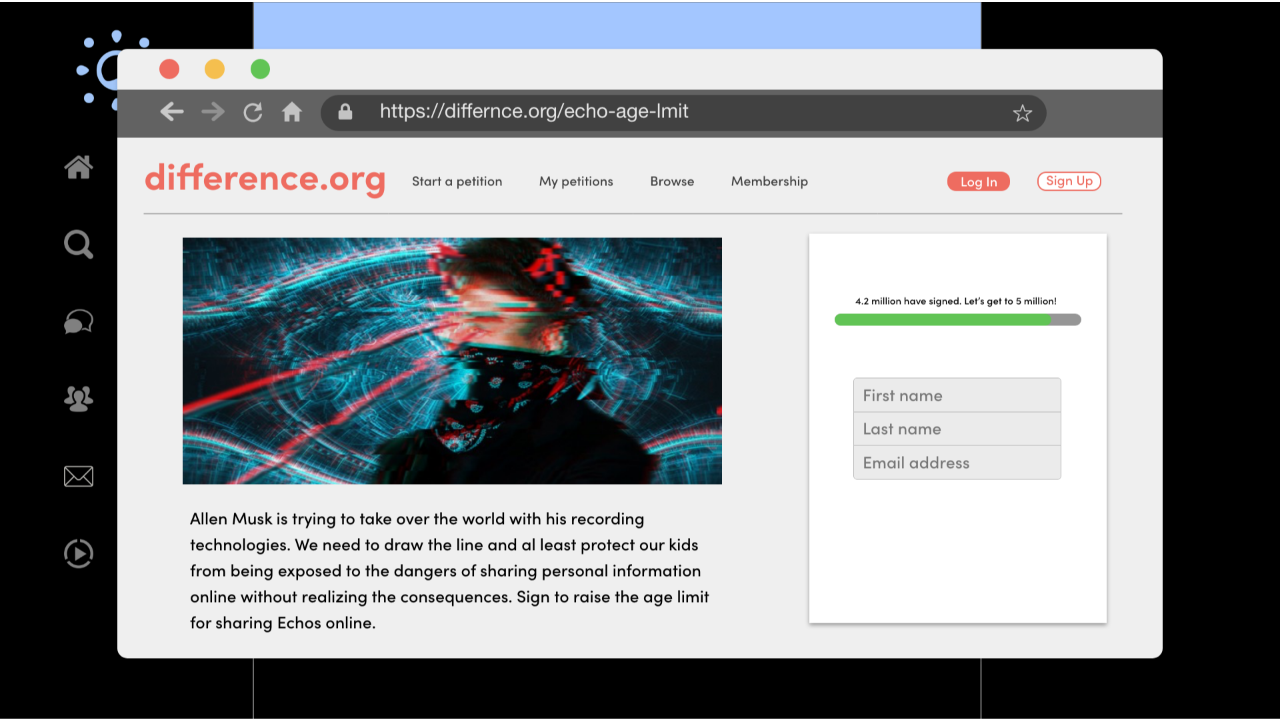 https://differnce.org/echo-age-lmit
difference.org
Start a petition
My petitions
Browse
Membership
Log In
Sign Up
4.2 million have signed. Let's get to 5 million!
First name
Last name
Email address
Allen Musk is trying to take over the world with his recording
technologies. We need to draw the line and al least protect our kids
from being exposed to the dangers of sharing personal information
online without realizing the consequences. Sign to raise the age limit
for sharing Echos online.